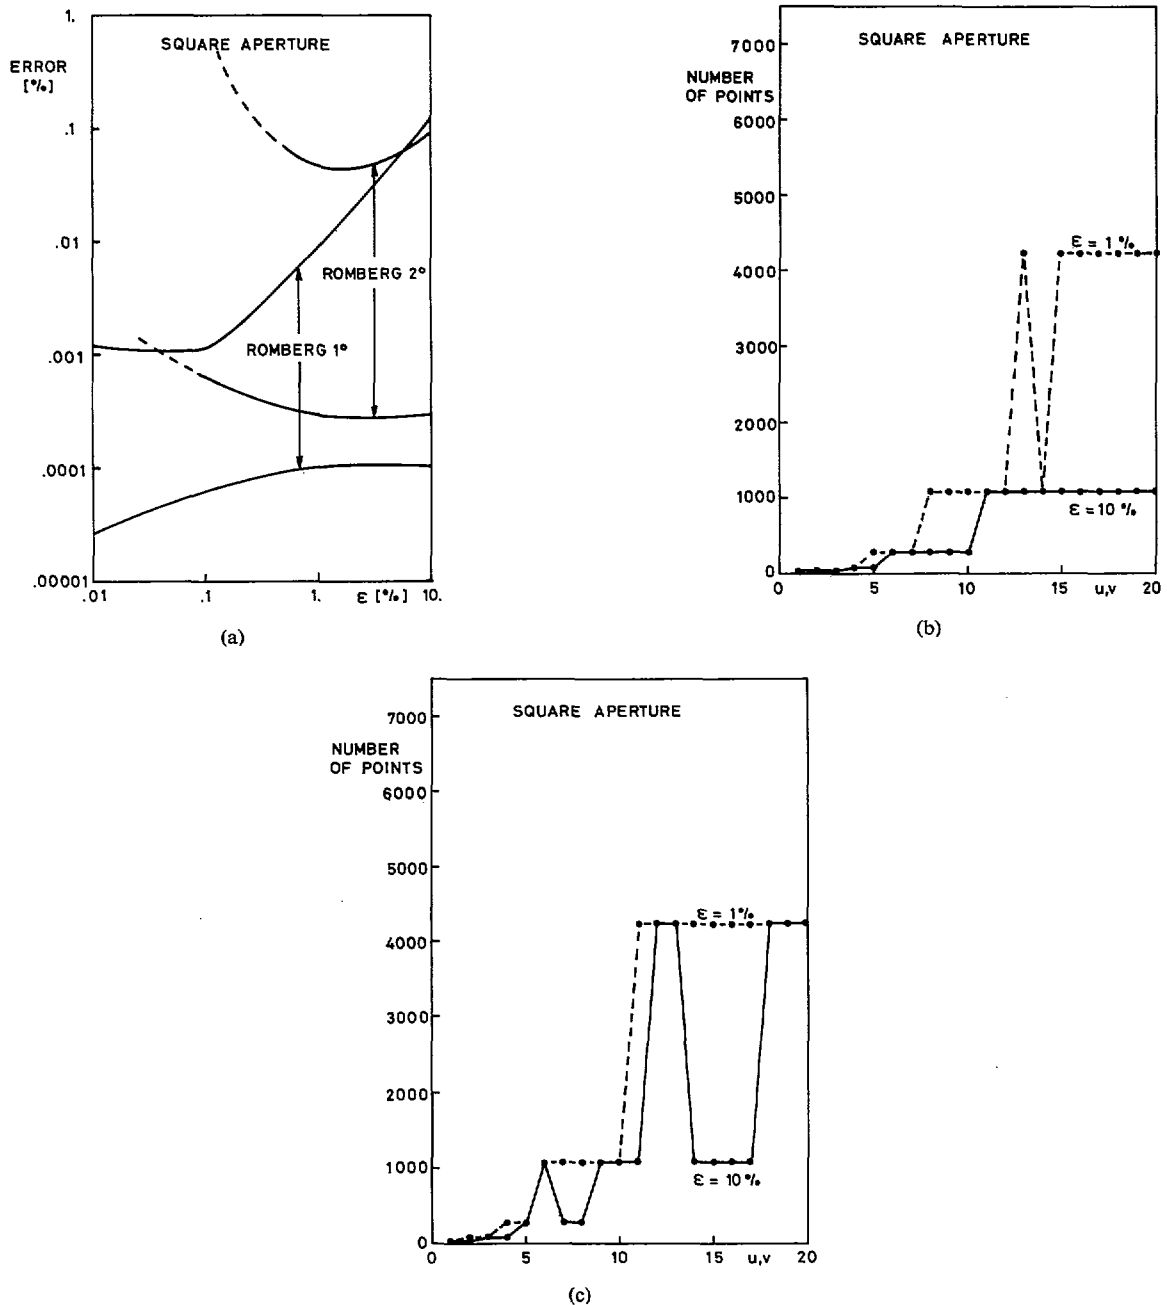 1.
SQUARE APERTURE
ERROR
[%]
.1
.01
ROMBERG 2°
ROMBERG 1°
.001
.0001
.00001
.01
.1
1.
ε [%]
10.
(a)
7000
SQUARE APERTURE
NUMBER
OF POINTS
6000
5000
ε = 1%
4000
3000
2000
1000
ε = 10%
0
0
5
10
15
u,v
20
(b)
7000
SQUARE APERTURE
NUMBER
OF POINTS
6000
5000
ε = 1%
4000
3000
2000
1000
ε = 10%
0
0
5
10
15
u,v
20
(c)